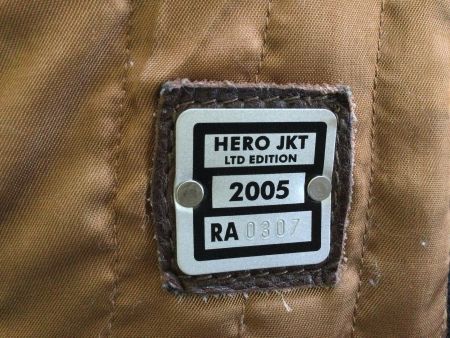 HERO JKT
LTD EDITION
2005
RA 0307